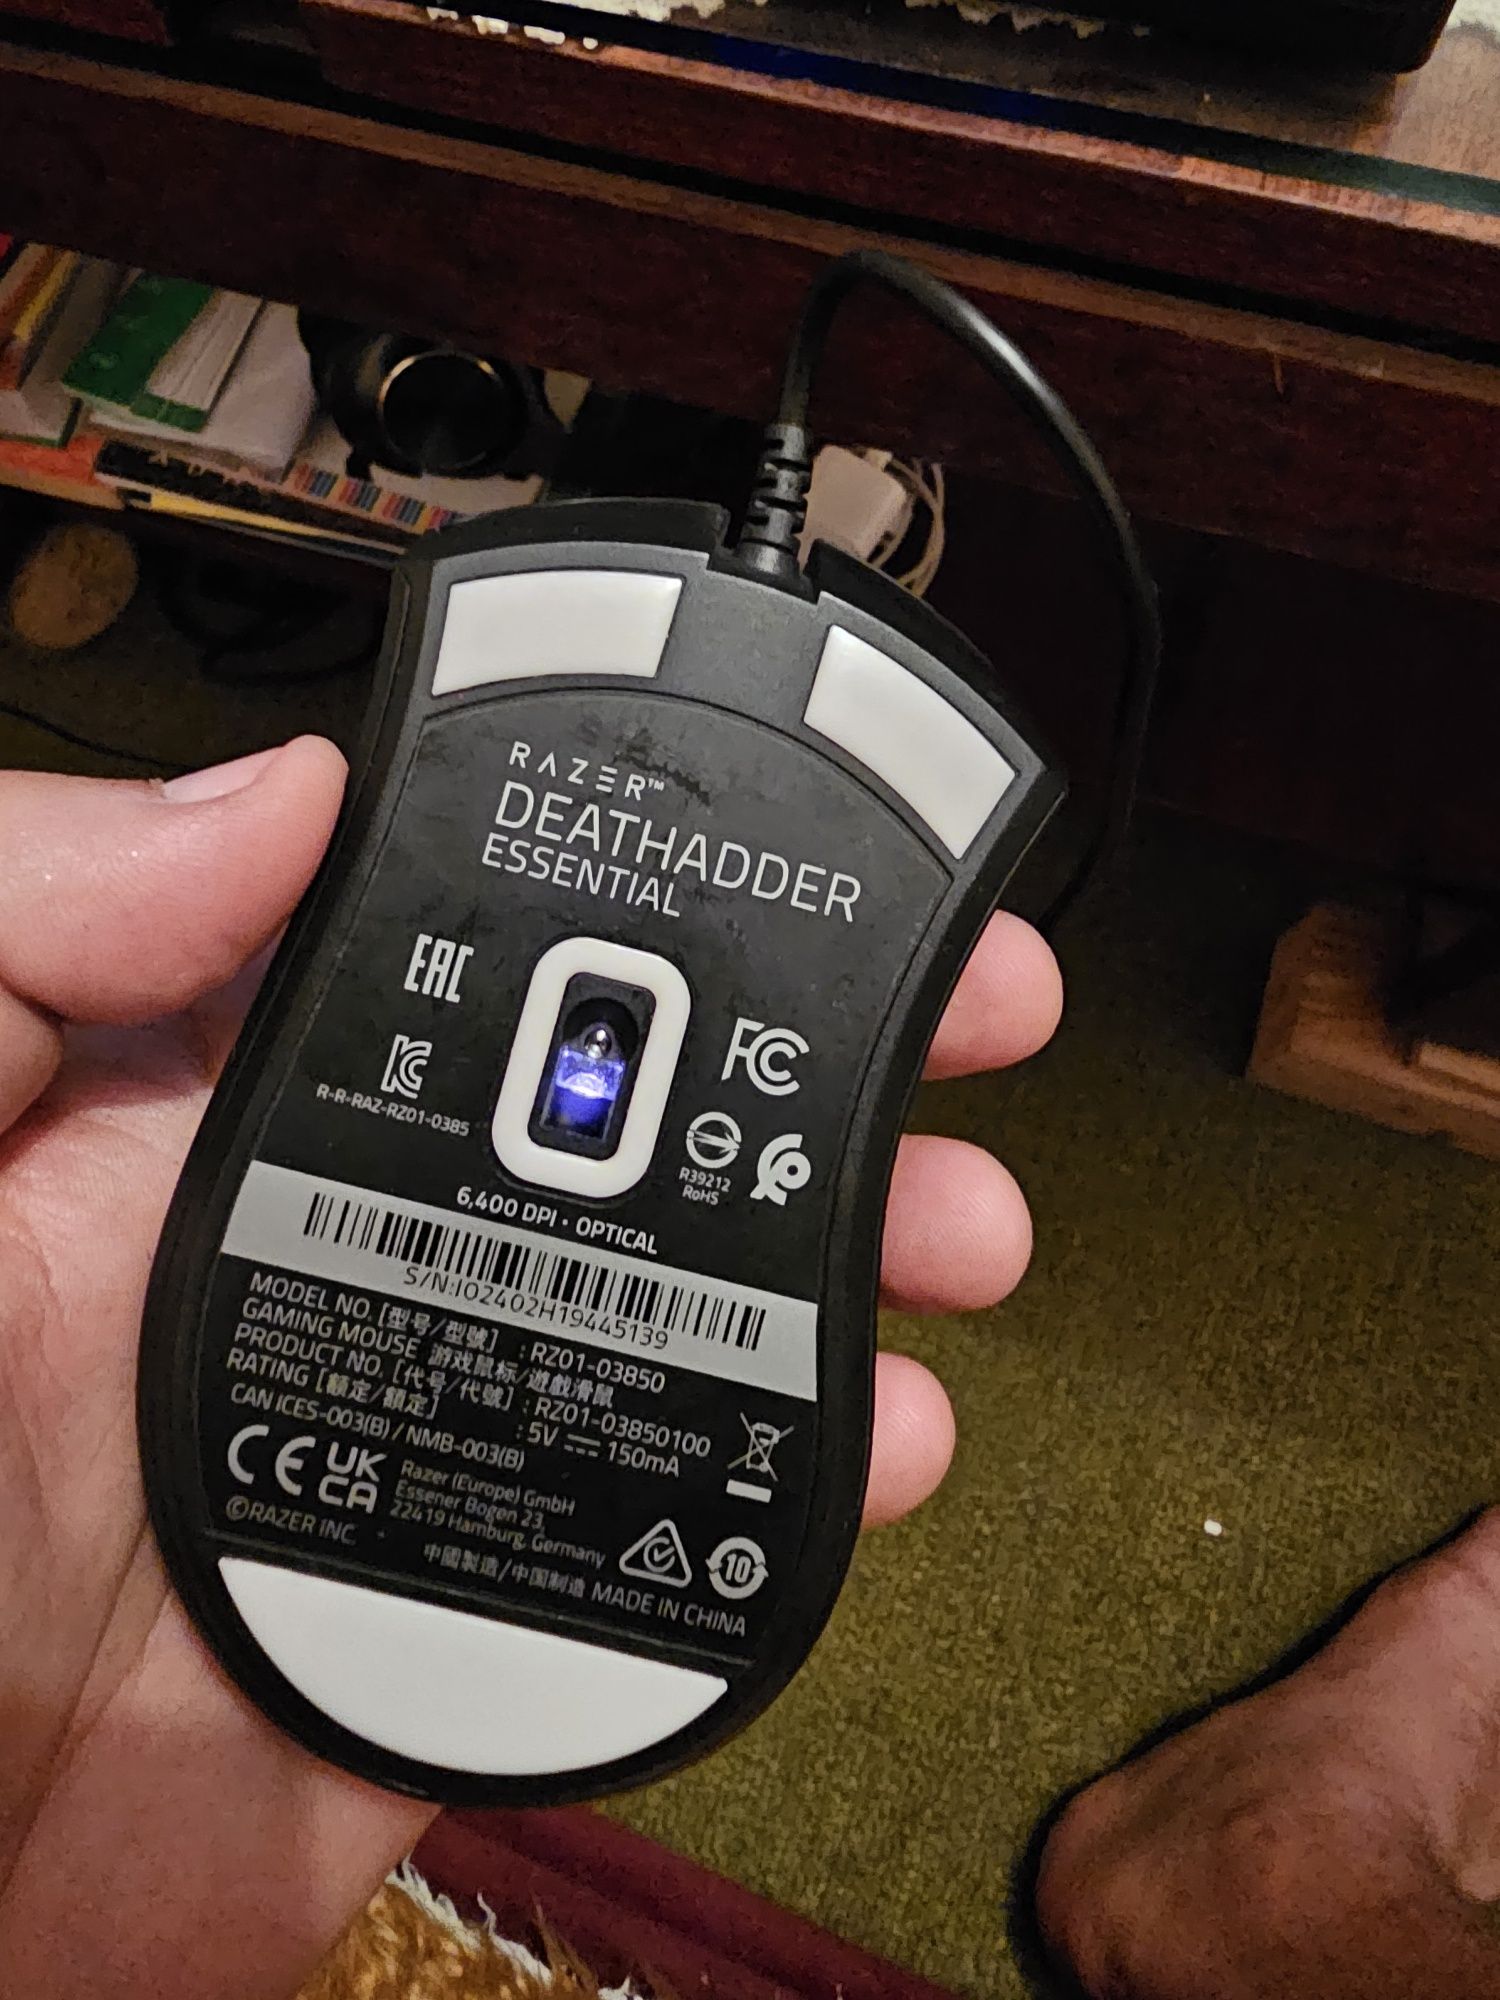 RAZER™
DEATHADDER
ESSENTIAL
EAC
FC
R-R-RAZ-RZ01-0385
R39212
RoHS
6,400 DPI • OPTICAL
S/N:IO2402H19445139
MODEL NO. [型号/型號] : RZ01-03850
GAMING MOUSE 游戏鼠标/遊戲滑鼠
PRODUCT NO. [代号/代號] : RZ01-03850100
RATING [额定/額定] : 5V ⎓ 150mA
CAN ICES-003(B) / NMB-003(B)
CE UK CA
Razer (Europe) GmbH
Essener Bogen 23,
22419 Hamburg, Germany
©RAZER INC.
10
中國製造/中国制造 MADE IN CHINA